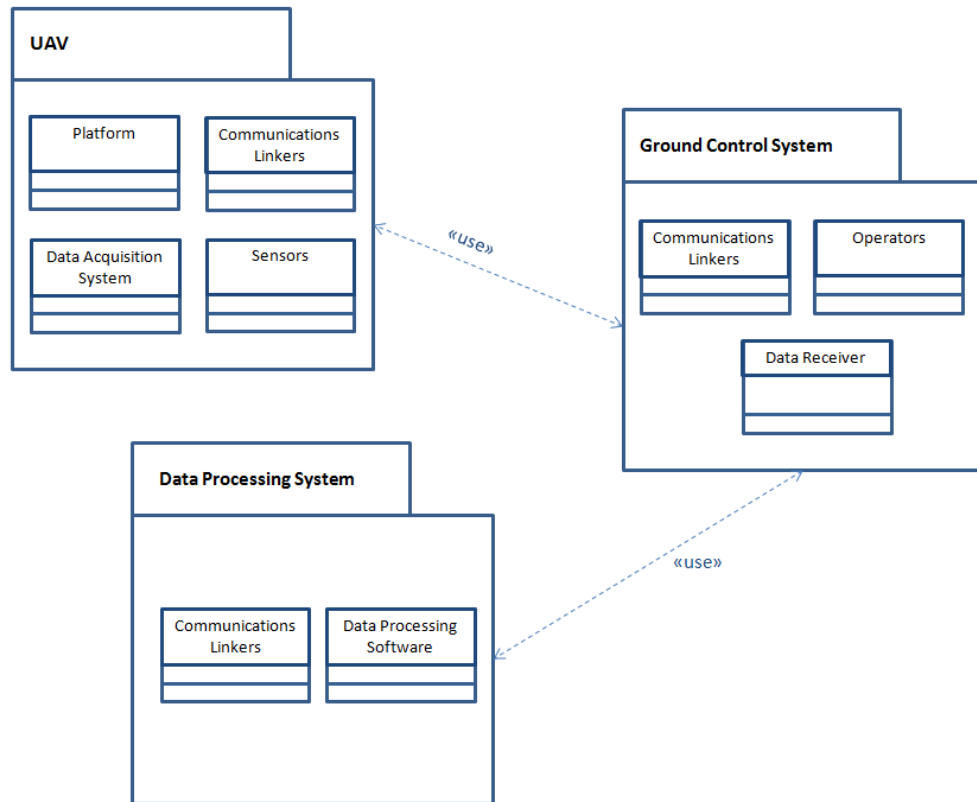 UAV
Platform
Communications
Linkers
Data Acquisition
System
Sensors
«use»
Ground Control System
Communications
Linkers
Operators
Data Receiver
«use»
Data Processing System
Communications
Linkers
Data Processing
Software